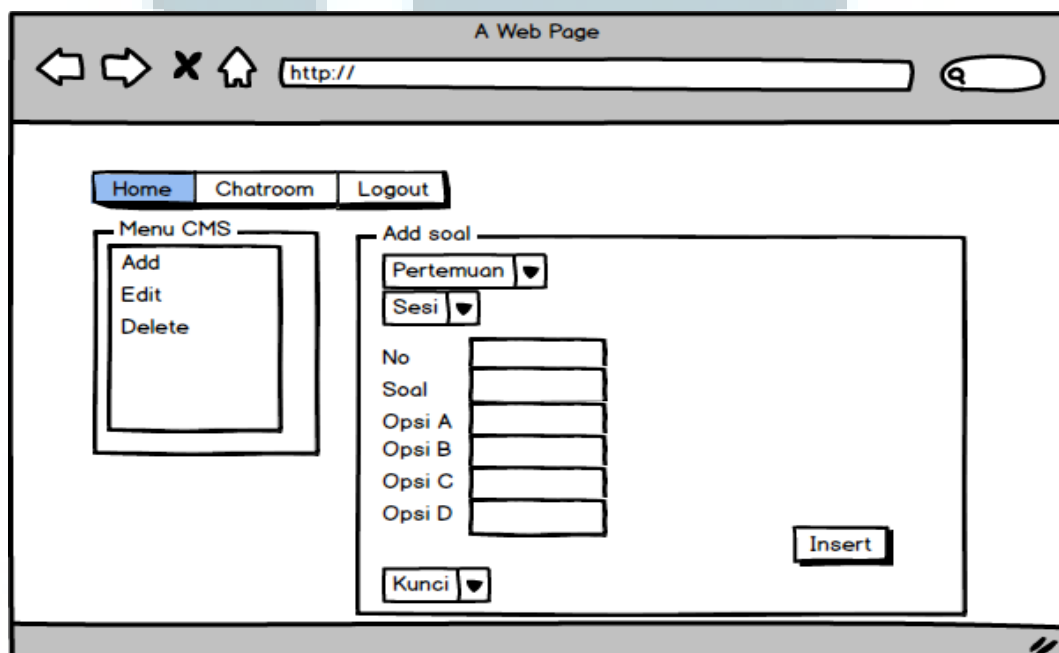 A Web Page
http://
Home Chatroom Logout
Menu CMS
Add
Edit
Delete
Add soal
Pertemuan
Sesi
No
Soal
Opsi A
Opsi B
Opsi C
Opsi D
Insert
Kunci